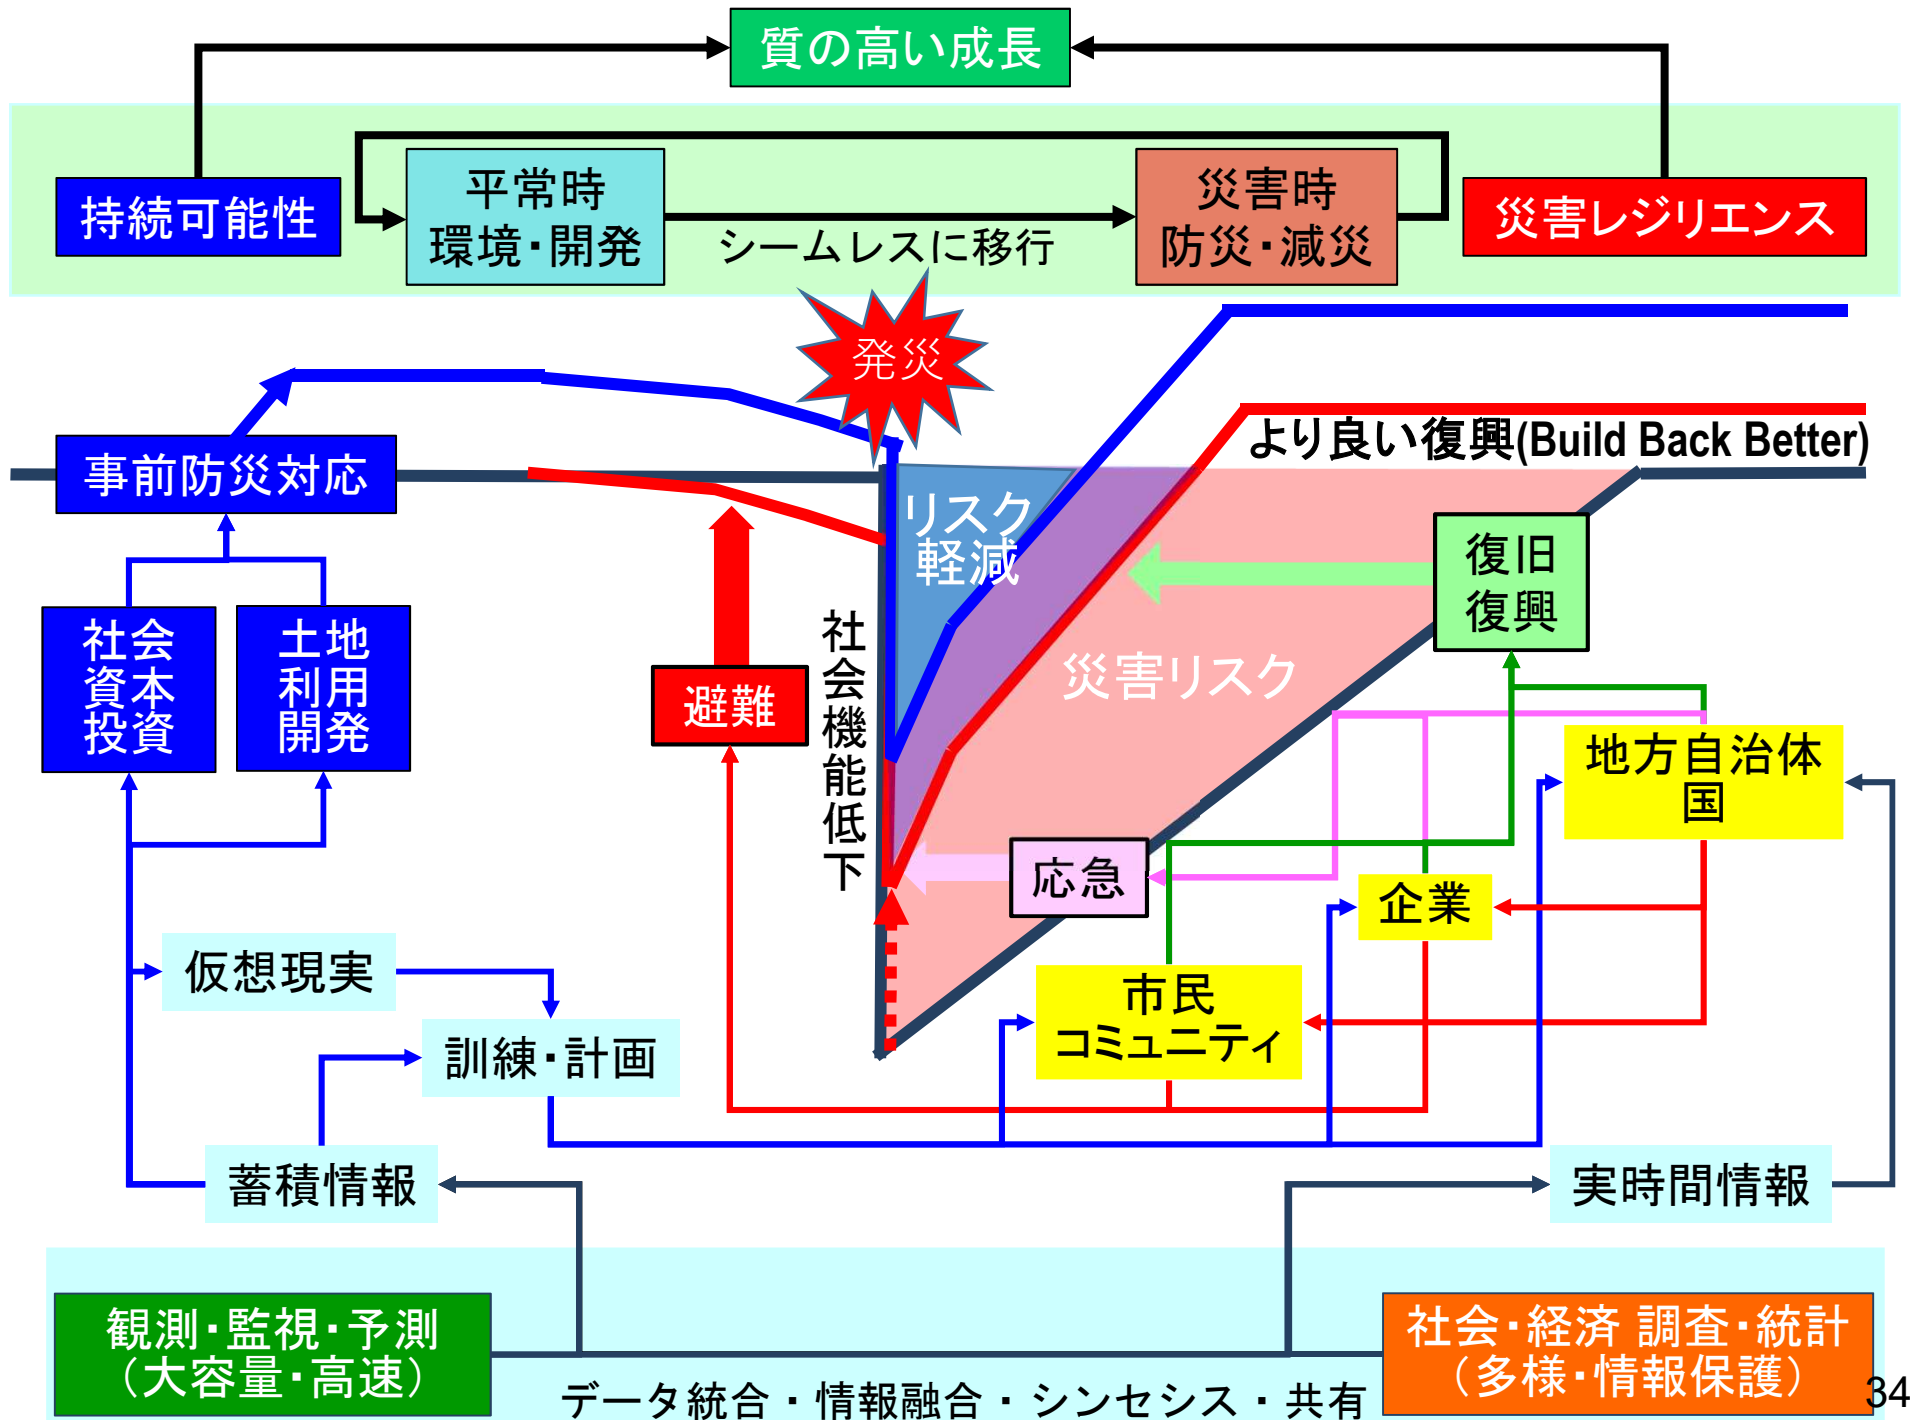 質の高い成長
持続可能性
平常時
環境・開発
シームレスに移行
災害時
防災・減災
災害レジリエンス
発災
より良い復興(Build Back Better)
事前防災対応
リスク
軽減
復旧
復興
社会
資本
投資
土地
利用
開発
避難
社会機能低下
災害リスク
地方自治体
国
応急
企業
仮想現実
市民
コミュニティ
訓練・計画
蓄積情報
実時間情報
観測・監視・予測
（大容量・高速）
社会・経済 調査・統計
（多様・情報保護）
データ統合・情報融合・シンセシス・共有
34